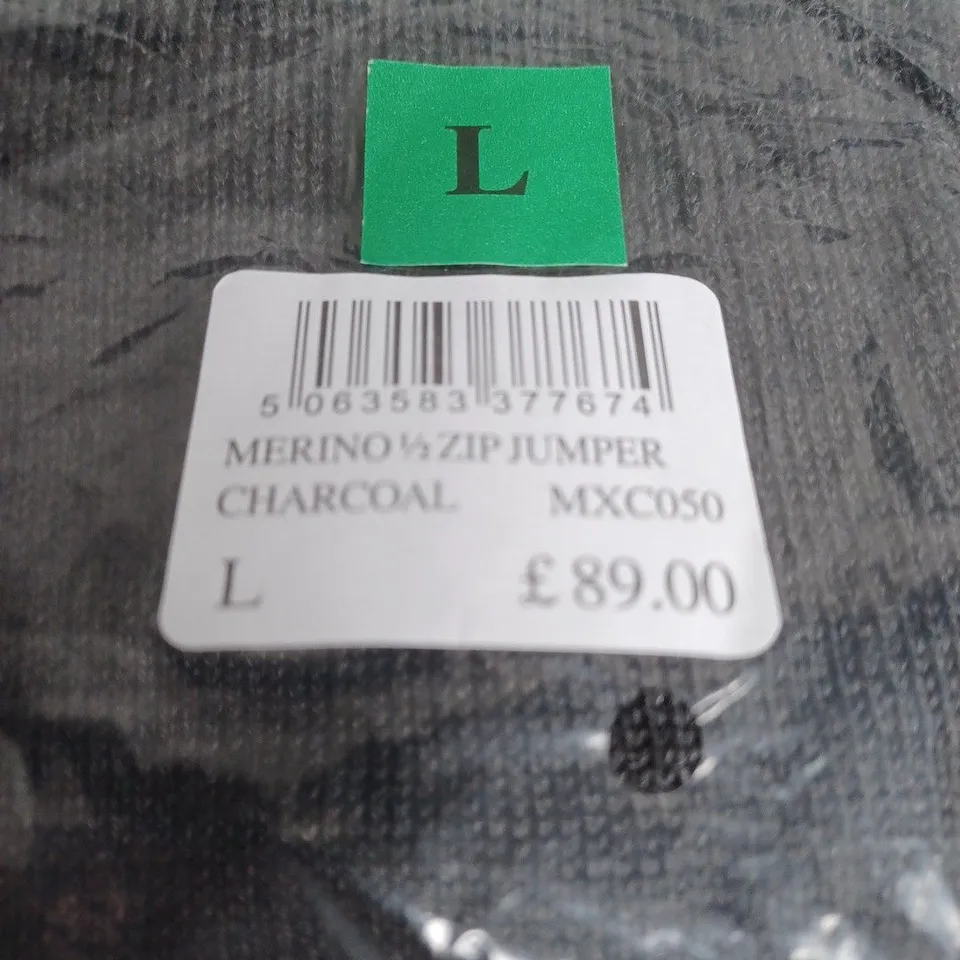 L
5 063583 377674
MERINO ½ ZIP JUMPER
CHARCOAL MXC050
L £89.00